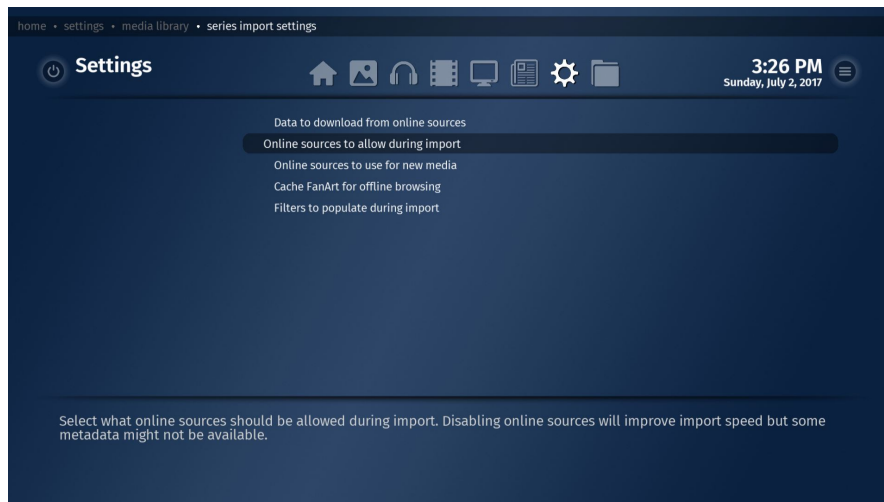 home • settings • media library • series import settings
Settings
3:26 PM
Sunday, July 2, 2017
Data to download from online sources
Online sources to allow during import
Online sources to use for new media
Cache FanArt for offline browsing
Filters to populate during import
Select what online sources should be allowed during import. Disabling online sources will improve import speed but some
metadata might not be available.